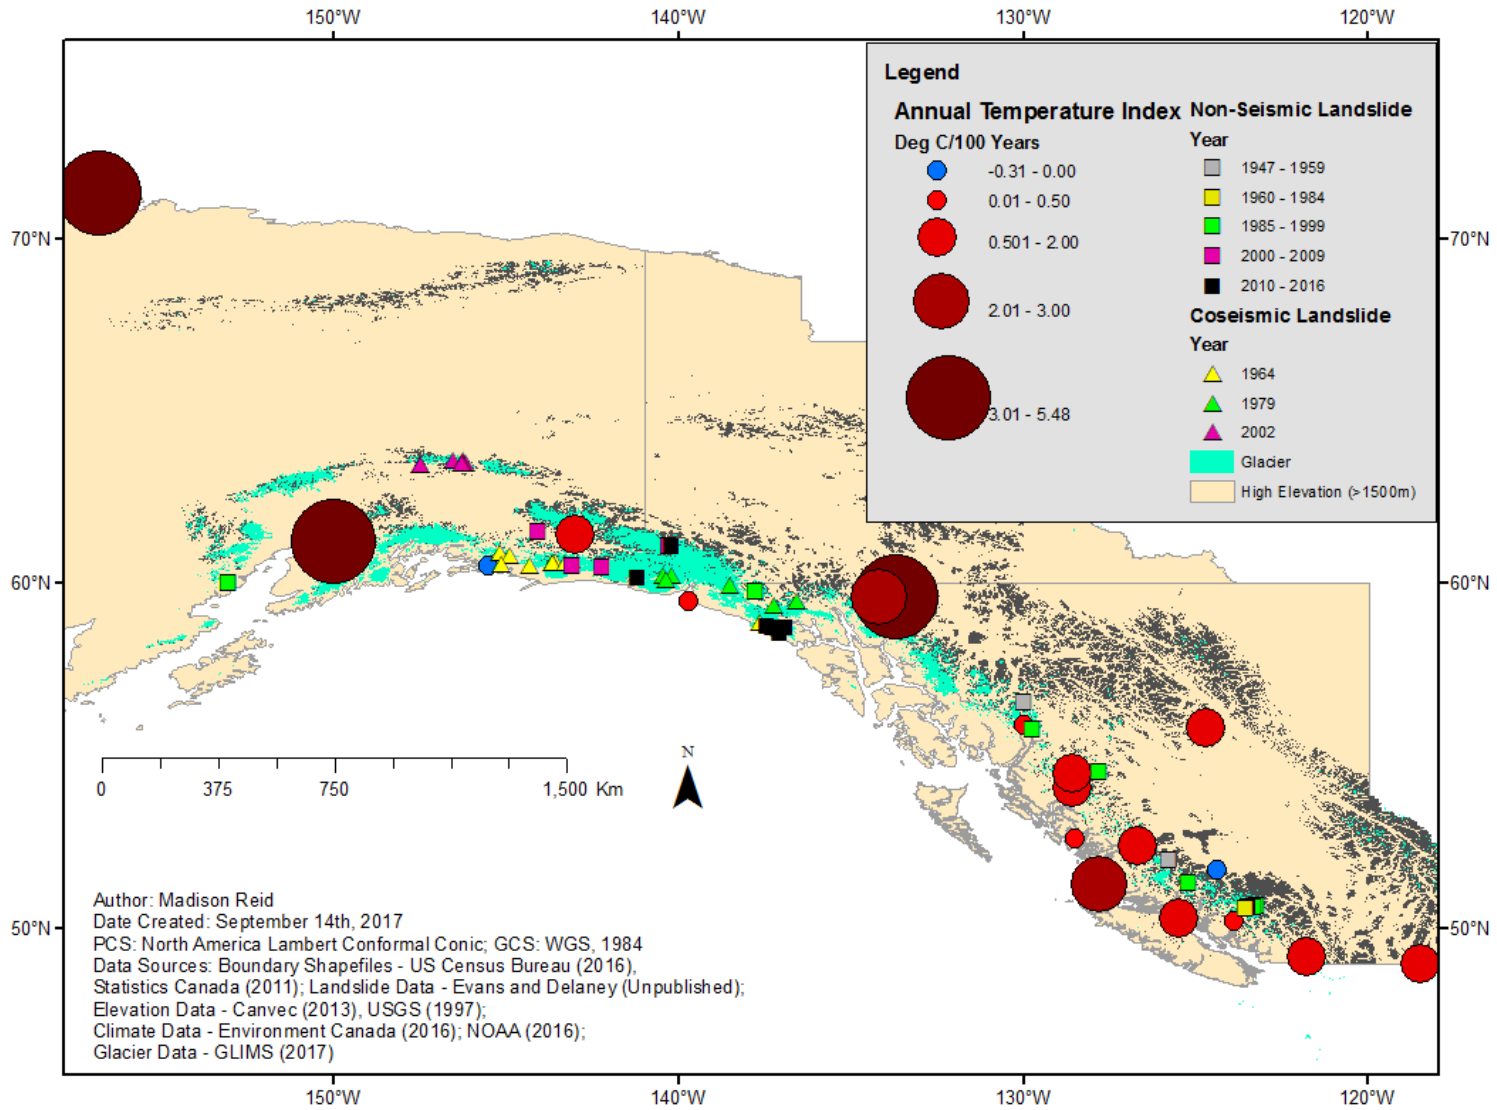 150°W 140°W 130°W 120°W
Legend
Annual Temperature Index
Deg C/100 Years
-0.31 - 0.00
0.01 - 0.50
0.501 - 2.00
2.01 - 3.00
3.01 - 5.48
Non-Seismic Landslide
Year
1947 - 1959
1960 - 1984
1985 - 1999
2000 - 2009
2010 - 2016
Coseismic Landslide
Year
1964
1979
2002
Glacier
High Elevation (>1500m)
70°N 70°N
60°N 60°N
50°N 50°N
N
0 375 750 1,500 Km
Author: Madison Reid
Date Created: September 14th, 2017
PCS: North America Lambert Conformal Conic; GCS: WGS, 1984
Data Sources: Boundary Shapefiles - US Census Bureau (2016),
Statistics Canada (2011); Landslide Data - Evans and Delaney (Unpublished);
Elevation Data - Canvec (2013), USGS (1997);
Climate Data - Environment Canada (2016); NOAA (2016);
Glacier Data - GLIMS (2017)
150°W 140°W 130°W 120°W